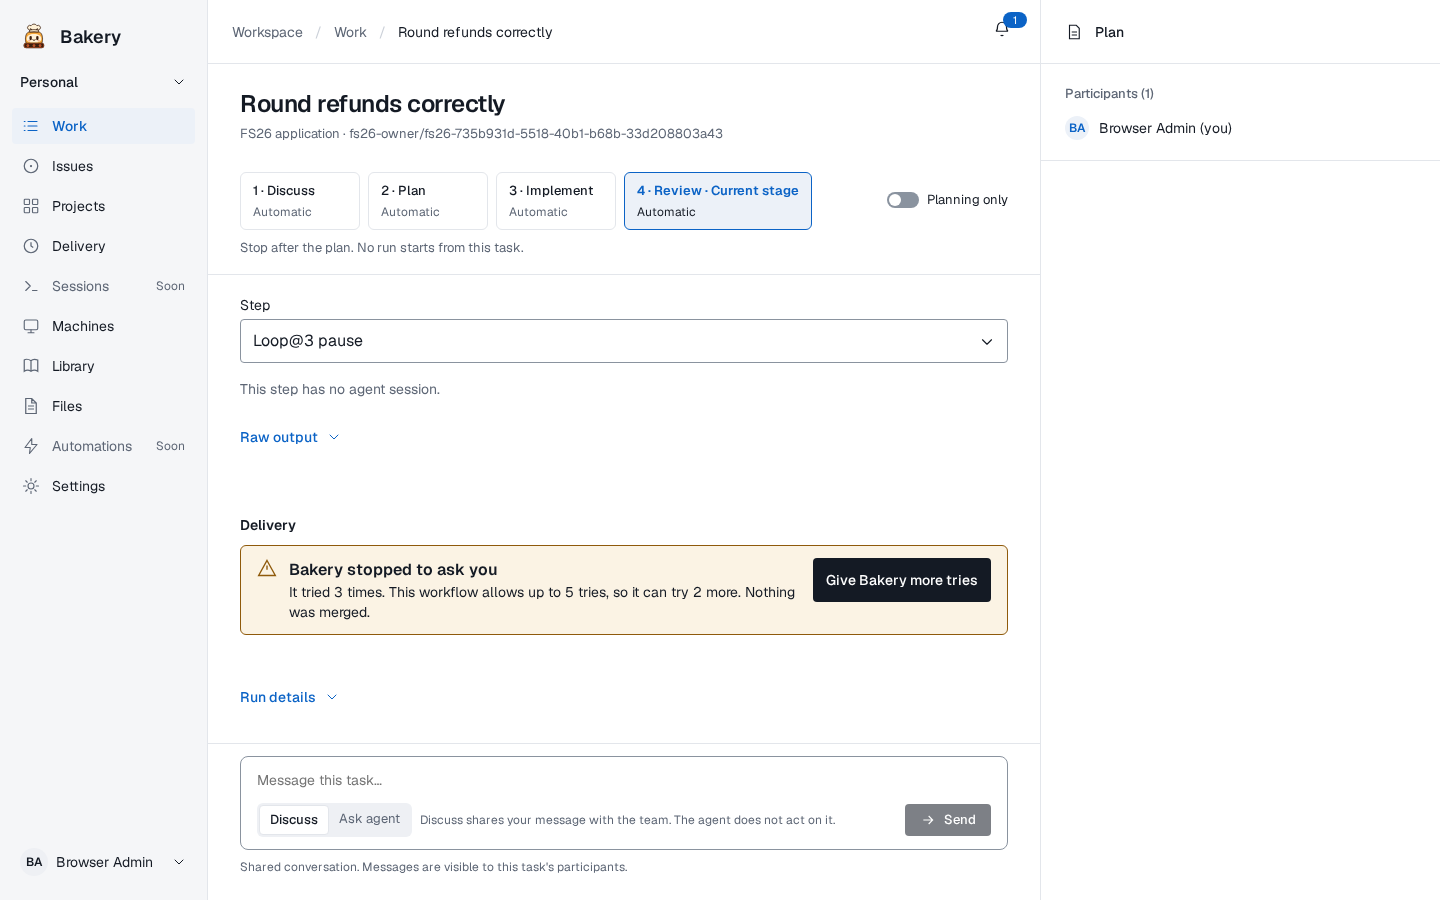 Bakery
Personal
Work
Issues
Projects
Delivery
Sessions Soon
Machines
Library
Files
Automations Soon
Settings
BA Browser Admin
Workspace / Work / Round refunds correctly
1
Round refunds correctly
FS26 application · fs26-owner/fs26-735b931d-5518-40b1-b68b-33d208803a43
1 · Discuss
Automatic
2 · Plan
Automatic
3 · Implement
Automatic
4 · Review · Current stage
Automatic
Planning only
Stop after the plan. No run starts from this task.
Step
Loop@3 pause
This step has no agent session.
Raw output
Delivery
Bakery stopped to ask you
It tried 3 times. This workflow allows up to 5 tries, so it can try 2 more. Nothing
was merged.
Give Bakery more tries
Run details
Message this task...
Discuss Ask agent Discuss shares your message with the team. The agent does not act on it.
Send
Shared conversation. Messages are visible to this task's participants.
Plan
Participants (1)
BA Browser Admin (you)